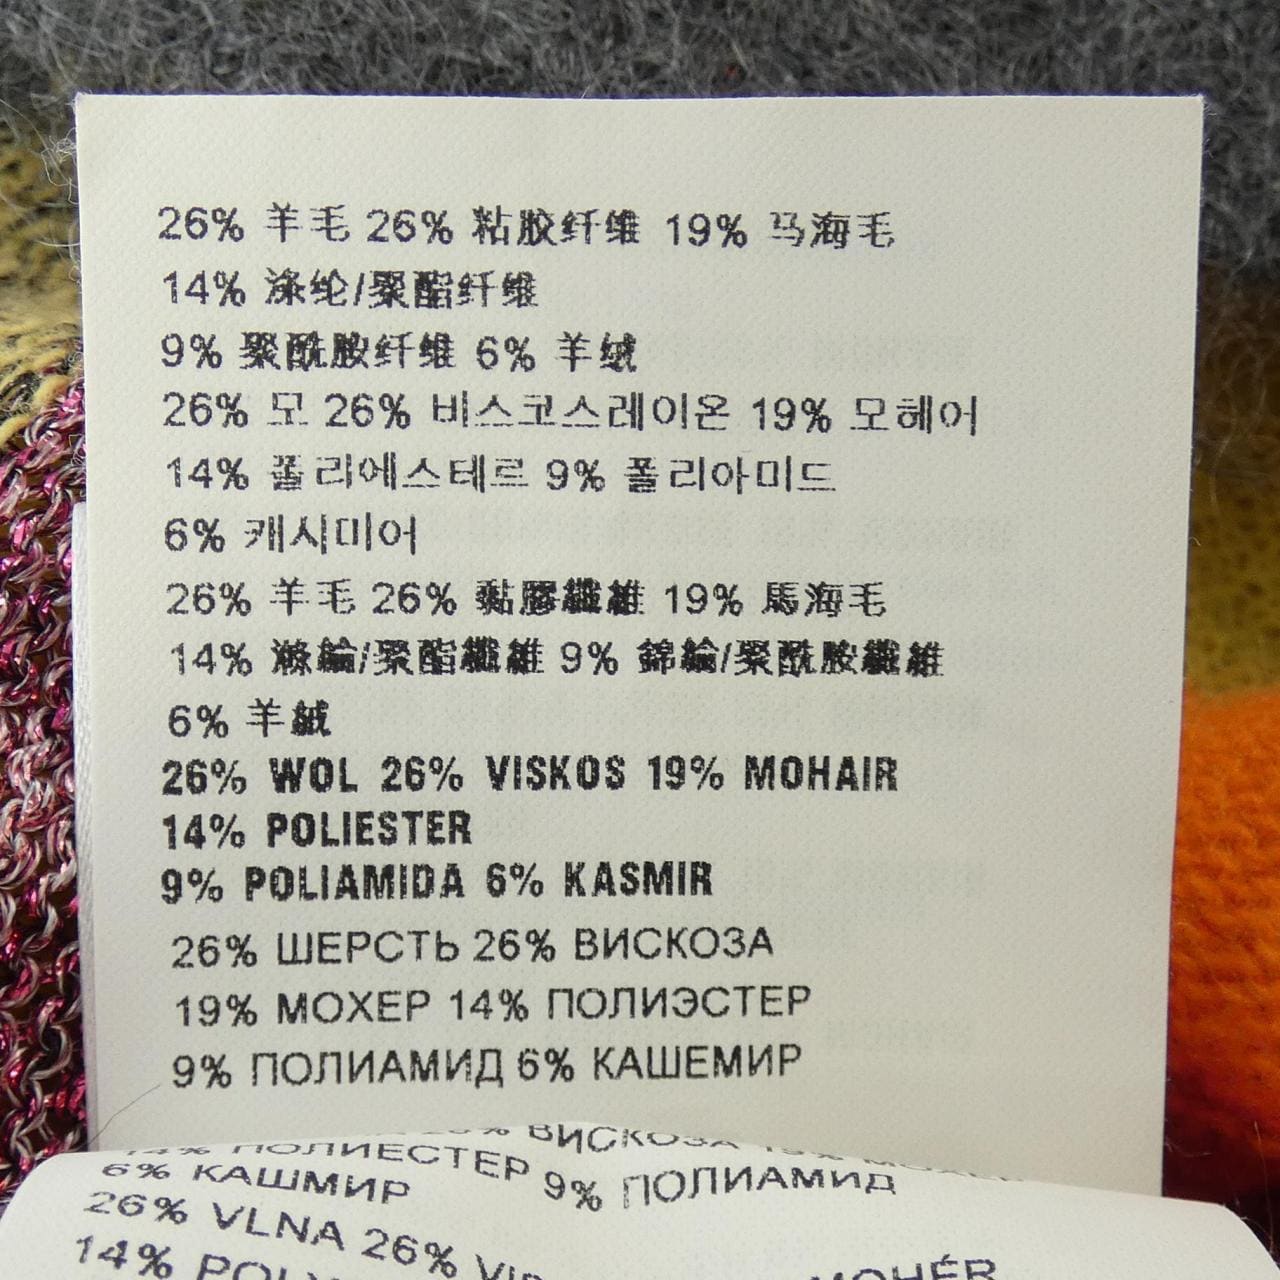 26% 羊毛 26% 粘胶纤维 19% 马海毛
14% 涤纶/聚酯纤维
9% 聚酰胺纤维 6% 羊绒
26% 모 26% 비스코스레이온 19% 모헤어
14% 폴리에스테르 9% 폴리아미드
6% 캐시미어
26% 羊毛 26% 黏膠纖維 19% 馬海毛
14% 滌綸/聚酯纖維 9% 錦綸/聚酰胺纖維
6% 羊絨
26% WOL 26% VISKOS 19% MOHAIR
14% POLIESTER
9% POLIAMIDA 6% KASMIR
26% ШЕРСТЬ 26% ВИСКОЗА
19% МОХЕР 14% ПОЛИЭСТЕР
9% ПОЛИАМИД 6% КАШЕМИР
26% ВИСКОЗА
14% ПОЛИЕСТЕР 9% ПОЛИАМИД
6% КАШМИР
26% VLNA 26%
14% MOHÉR